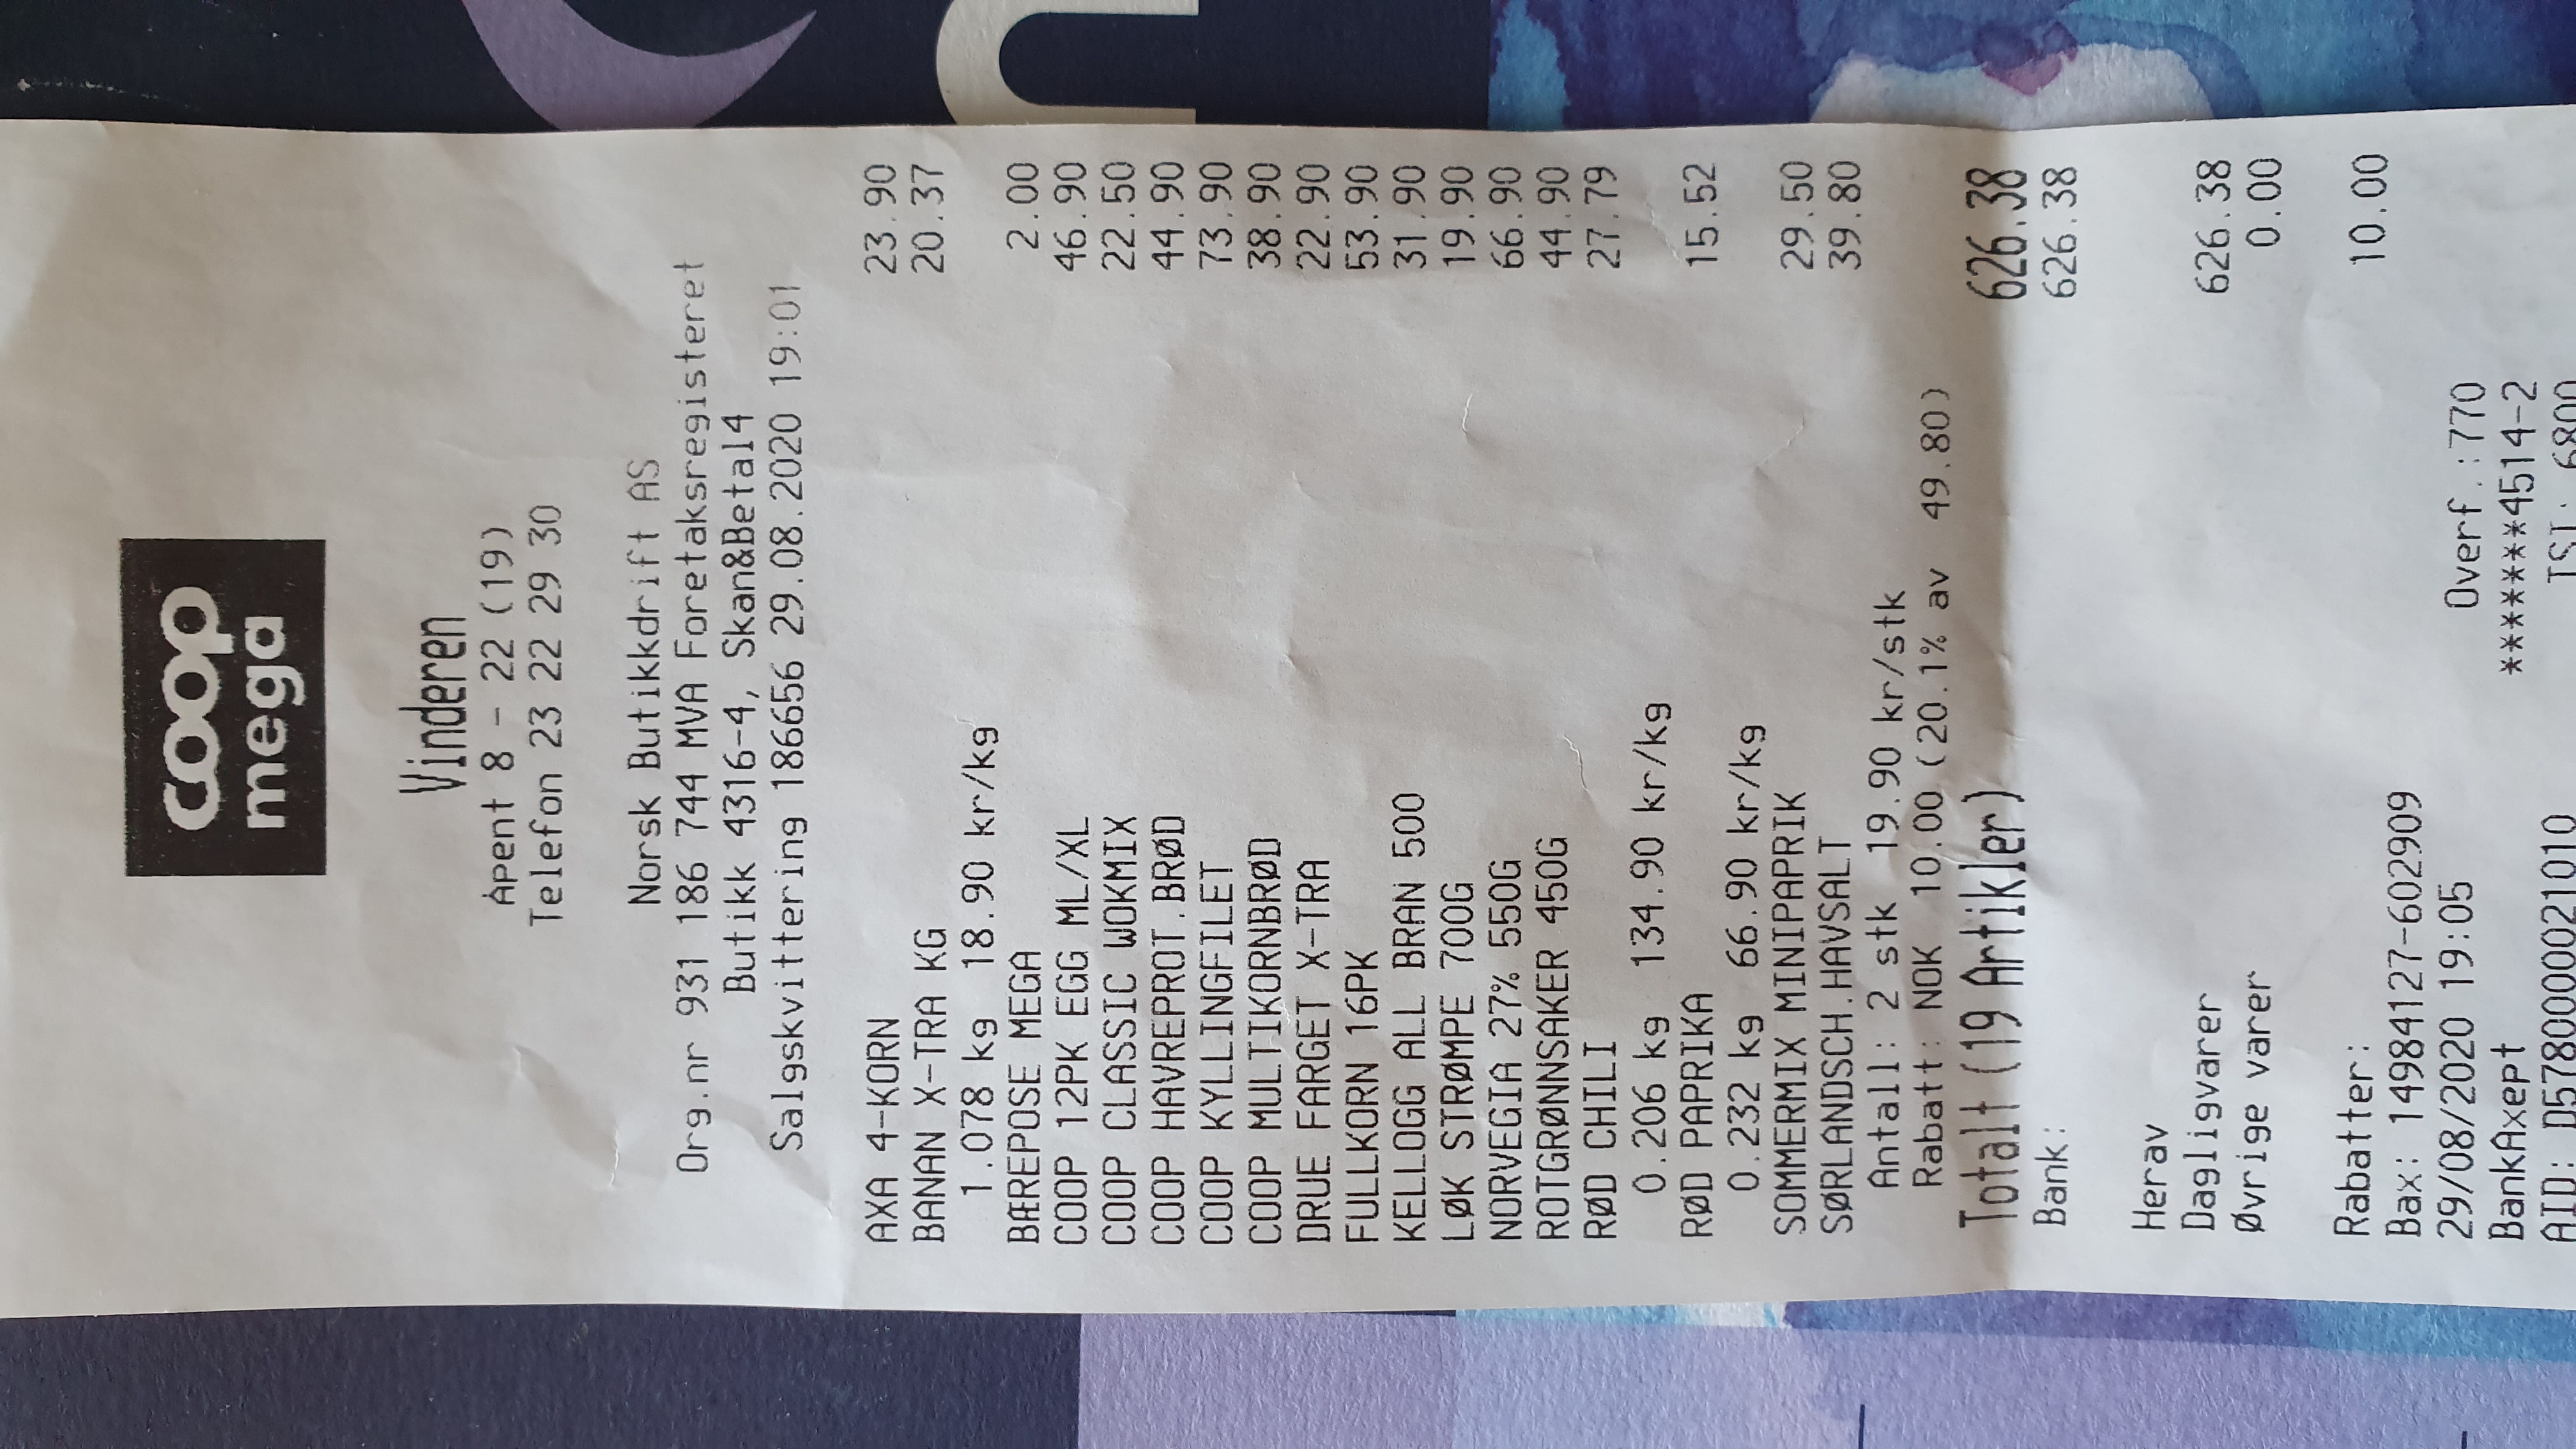 coop
mega
Vinderen
Åpent 8 - 22 (19)
Telefon 23 22 29 30
Norsk Butikkdrift AS
Org.nr 931 186 744 MVA Foretaksregisteret
Butikk 4316-4, Skan&Betal4
Salgskvittering 186656 29.08.2020 19:01
AXA 4-KORN 23.90
BANAN X-TRA KG 20.37
1.078 kg 18.90 kr/kg
BÆREPOSE MEGA 2.00
COOP 12PK EGG ML/XL 46.90
COOP CLASSIC WOKMIX 22.50
COOP HAVREPROT.BRØD 44.90
COOP KYLLINGFILET 73.90
COOP MULTIKORNBRØD 38.90
DRUE FARGET X-TRA 22.90
FULLKORN 16PK 53.90
KELLOGG ALL BRAN 500 31.90
LØK STRØMPE 700G 19.90
NORVEGIA 27% 550G 66.90
ROTGRØNNSAKER 450G 44.90
RØD CHILI 27.79
0.206 kg 134.90 kr/kg
RØD PAPRIKA 15.52
0.232 kg 66.90 kr/kg
SOMMERMIX MINIPAPRIK 29.50
SØRLANDSCH.HAVSALT 39.80
Antall: 2 stk 19.90 kr/stk
Rabatt: NOK 10.00 (20.1% av 49.80)
Totalt (19 Artikler) 626.38
Bank: 626.38
Herav
Dagligvarer 626.38
Øvrige varer 0.00
Rabatter: 10.00
Bax: 14984127-602909
29/08/2020 19:05 Overf.:770
BankAxept *******4514-2
AID: D5780000021010 TSI: 6800